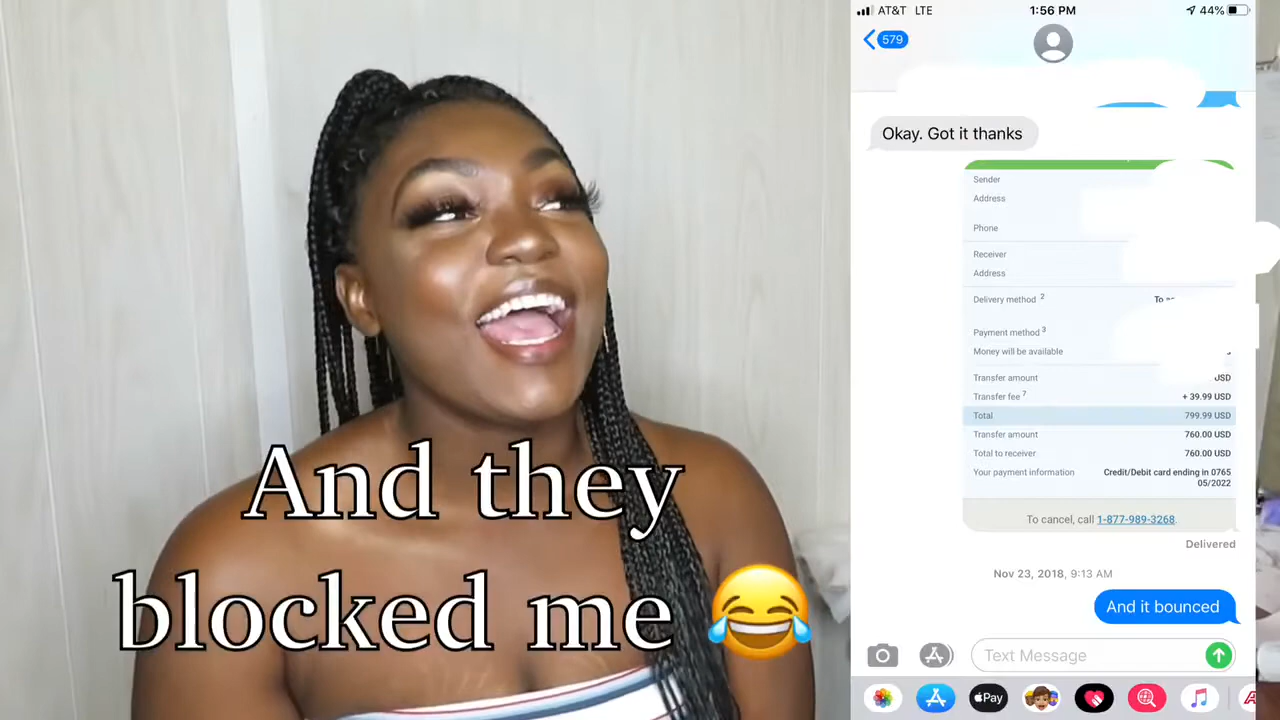 And they
blocked me 😂
AT&T LTE 1:56 PM 44%
579
Okay. Got it thanks
Sender
Address
Phone
Receiver
Address
Delivery method 2
Payment method 3
Money will be available
Transfer amount USD
Transfer fee 7 + 39.99 USD
Total 799.99 USD
Transfer amount 760.00 USD
Total to receiver 760.00 USD
Your payment information Credit/Debit card ending in 0765
05/2022
To cancel, call 1-877-989-3268.
Delivered
Nov 23, 2018, 9:13 AM
And it bounced
Text Message
Pay